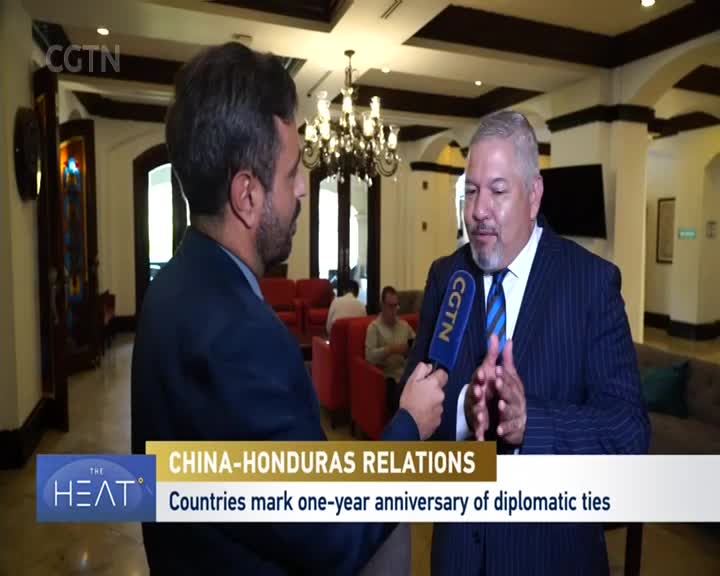 CGTN
CGTN
CHINA-HONDURAS RELATIONS
THE
HEAT
Countries mark one-year anniversary of diplomatic ties